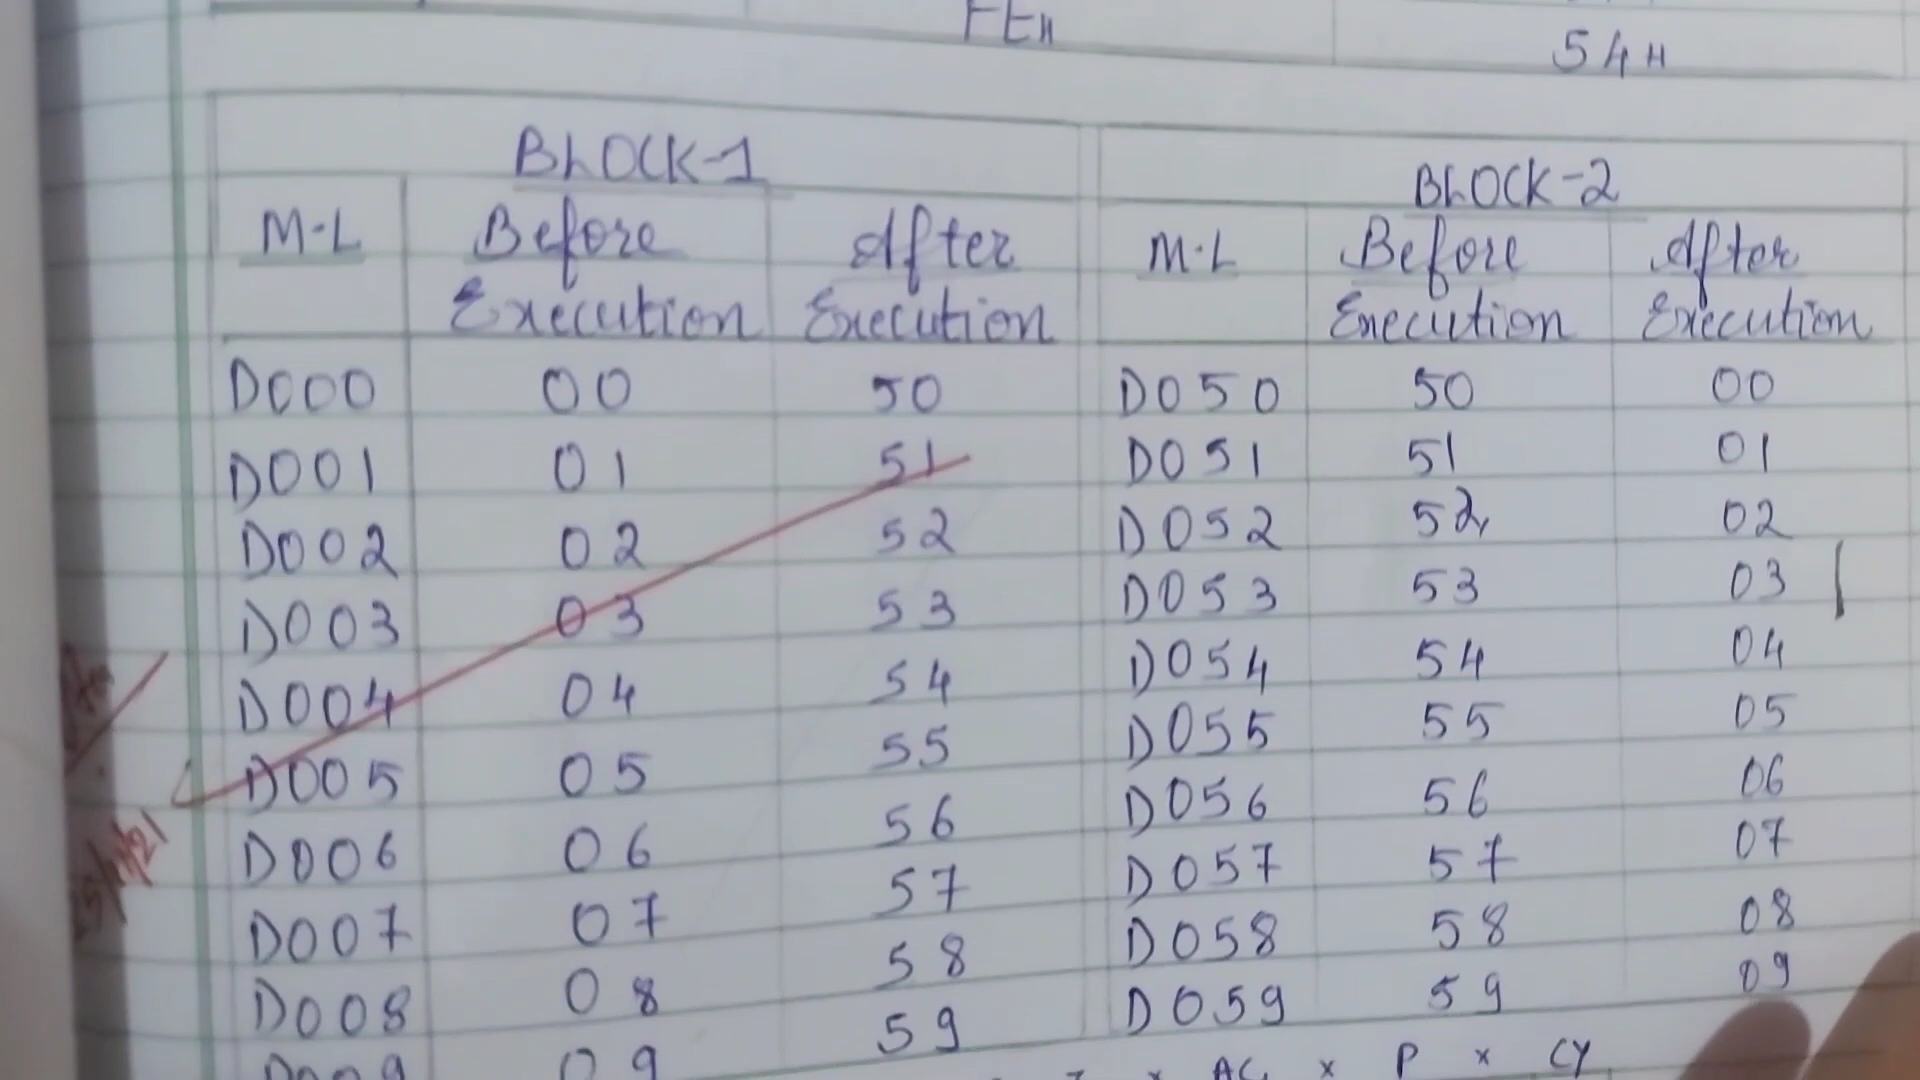 FEH
54H
BLOCK-1 BLOCK-2
M.L Before Execution After Execution M.L Before Execution After Execution
D000 00 50 D050 50 00
D001 01 51 D051 51 01
D002 02 52 D052 52 02
D003 03 53 D053 53 03
D004 04 54 D054 54 04
D005 05 55 D055 55 05
D006 06 56 D056 56 06
D007 07 57 D057 57 07
D008 08 58 D058 58 08
D009 09 59 D059 59 09
x AC x P x CY